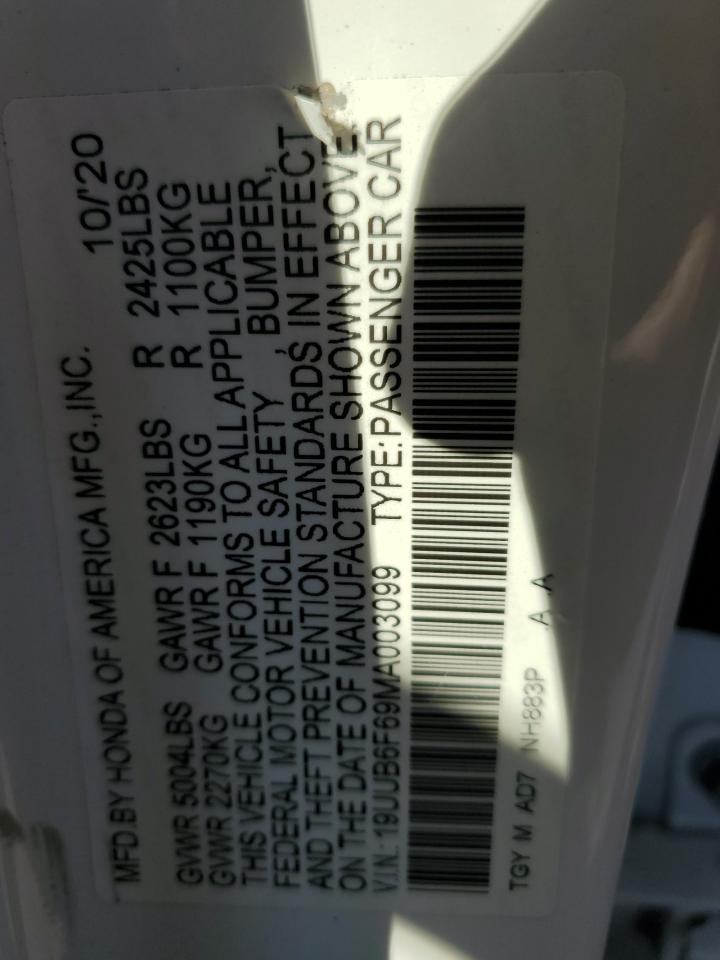 MFD BY HONDA OF AMERICA MFG.,INC. 10/'20
GVWR 5004LBS GAWR F 2623LBS R 2425LBS
GVWR 2270KG GAWR F 1190KG R 1100KG
THIS VEHICLE CONFORMS TO ALL APPLICABLE
FEDERAL MOTOR VEHICLE SAFETY , BUMPER,
AND THEFT PREVENTION STANDARDS IN EFFECT
ON THE DATE OF MANUFACTURE SHOWN ABOVE.
V.I.N.:19UUB6F69MA003099 TYPE:PASSENGER CAR
TGY M AD7 NH883P A A